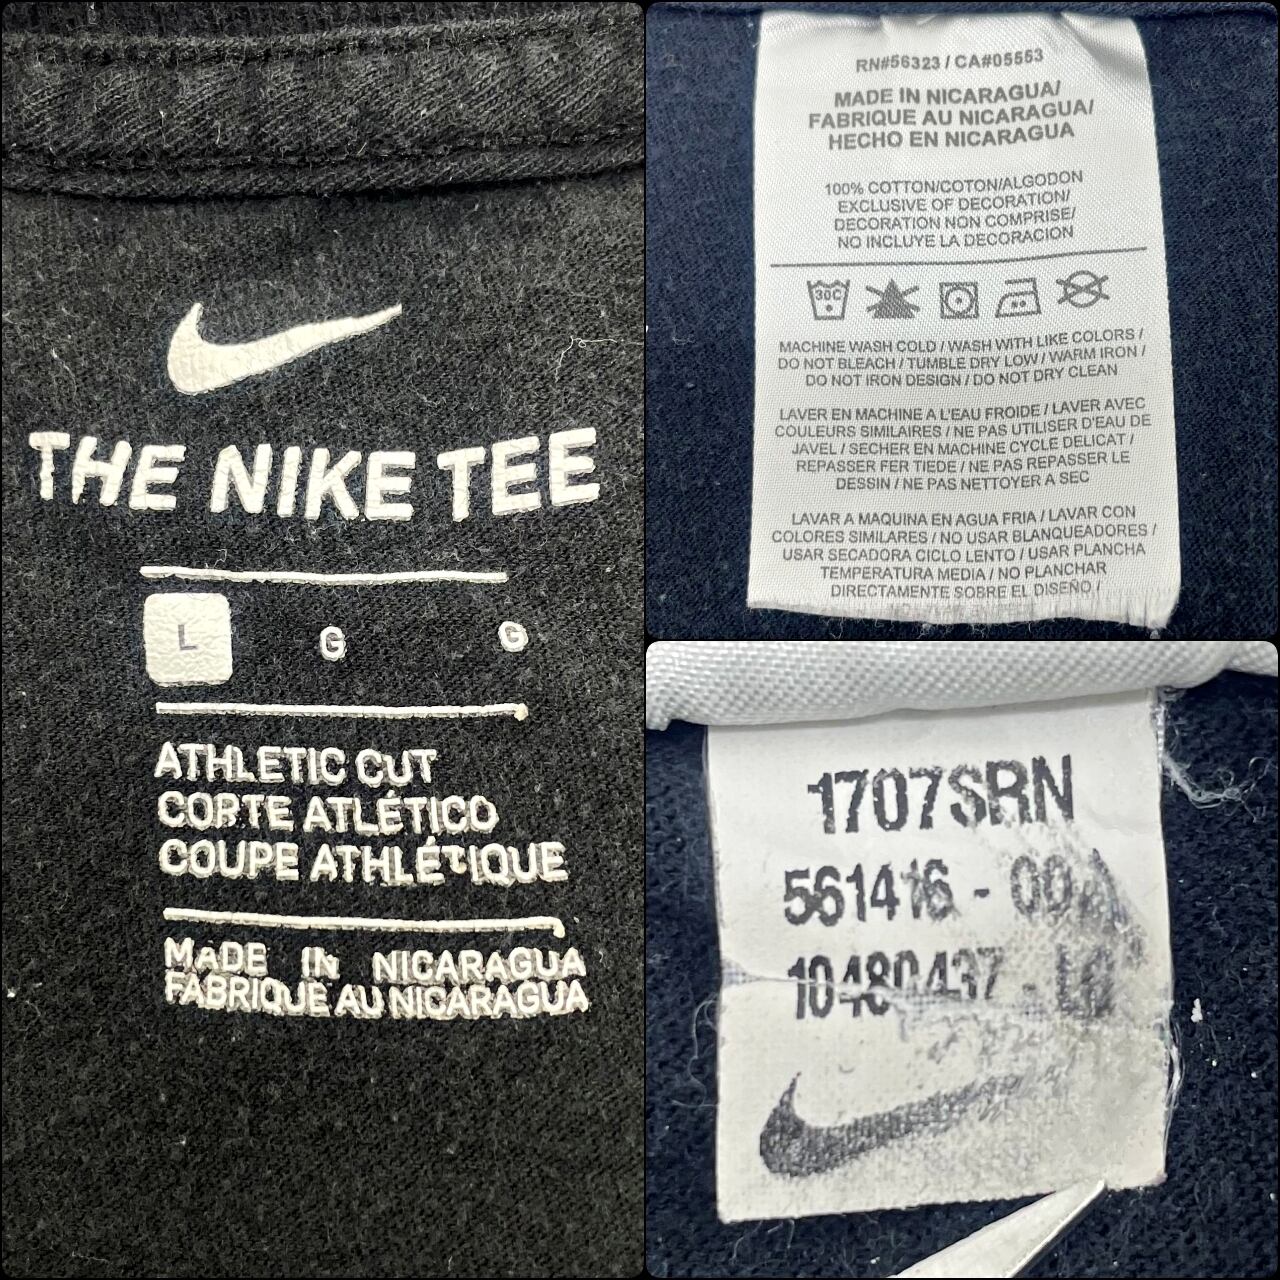 THE NIKE TEE
L G G
ATHLETIC CUT
CORTE ATLÉTICO
COUPE ATHLÉTIQUE
MADE IN NICARAGUA
FABRIQUE AU NICARAGUA
RN#56323 / CA#05553
MADE IN NICARAGUA/
FABRIQUE AU NICARAGUA/
HECHO EN NICARAGUA
100% COTTON/COTON/ALGODON
EXCLUSIVE OF DECORATION/
DECORATION NON COMPRISE/
NO INCLUYE LA DECORACION
30C
MACHINE WASH COLD / WASH WITH LIKE COLORS /
DO NOT BLEACH / TUMBLE DRY LOW / WARM IRON /
DO NOT IRON DESIGN / DO NOT DRY CLEAN
LAVER EN MACHINE A L'EAU FROIDE / LAVER AVEC
COULEURS SIMILAIRES / NE PAS UTILISER D'EAU DE
JAVEL / SECHER EN MACHINE CYCLE DELICAT /
REPASSER FER TIEDE / NE PAS REPASSER LE
DESSIN / NE PAS NETTOYER A SEC
LAVAR A MAQUINA EN AGUA FRIA / LAVAR CON
COLORES SIMILARES / NO USAR BLANQUEADORES /
USAR SECADORA CICLO LENTO / USAR PLANCHA
TEMPERATURA MEDIA / NO PLANCHAR
DIRECTAMENTE SOBRE EL DISEÑO /
1707SRN
561416 -
10480437 -